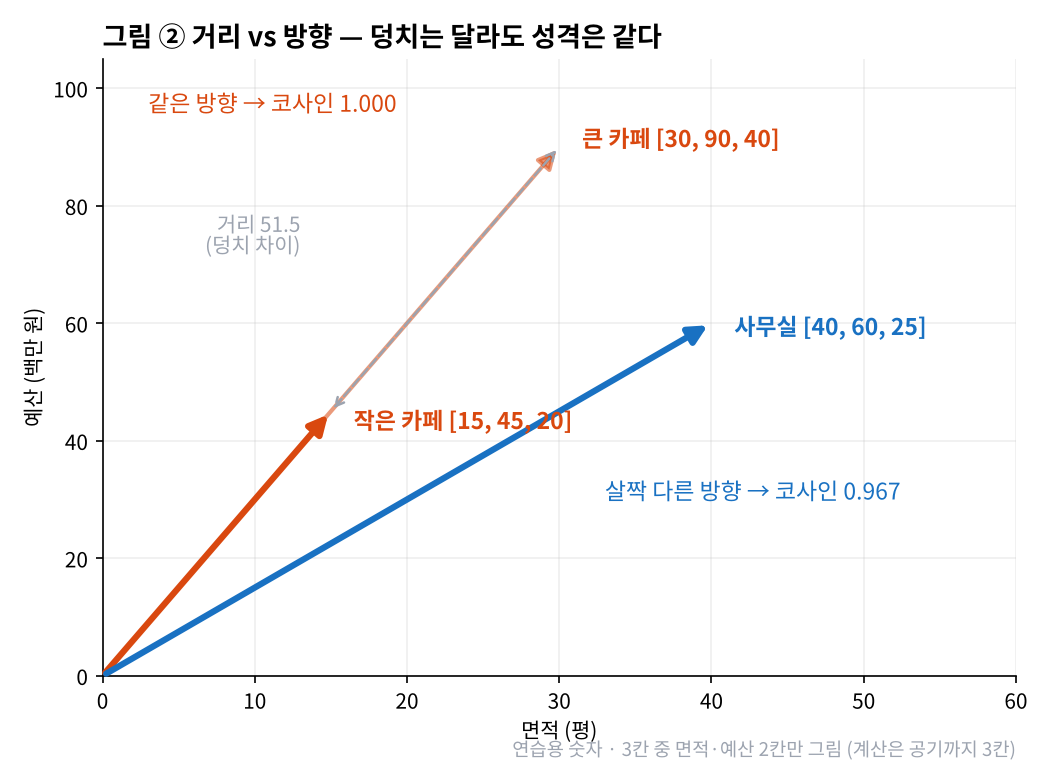 그림 ② 거리 vs 방향 — 덩치는 달라도 성격은 같다
100
80
60
40
20
0
예산 (백만 원)
같은 방향 → 코사인 1.000
큰 카페 [30, 90, 40]
거리 51.5
(덩치 차이)
사무실 [40, 60, 25]
작은 카페 [15, 45, 20]
살짝 다른 방향 → 코사인 0.967
0 10 20 30 40 50 60
면적 (평)
연습용 숫자 · 3칸 중 면적·예산 2칸만 그림 (계산은 공기까지 3칸)